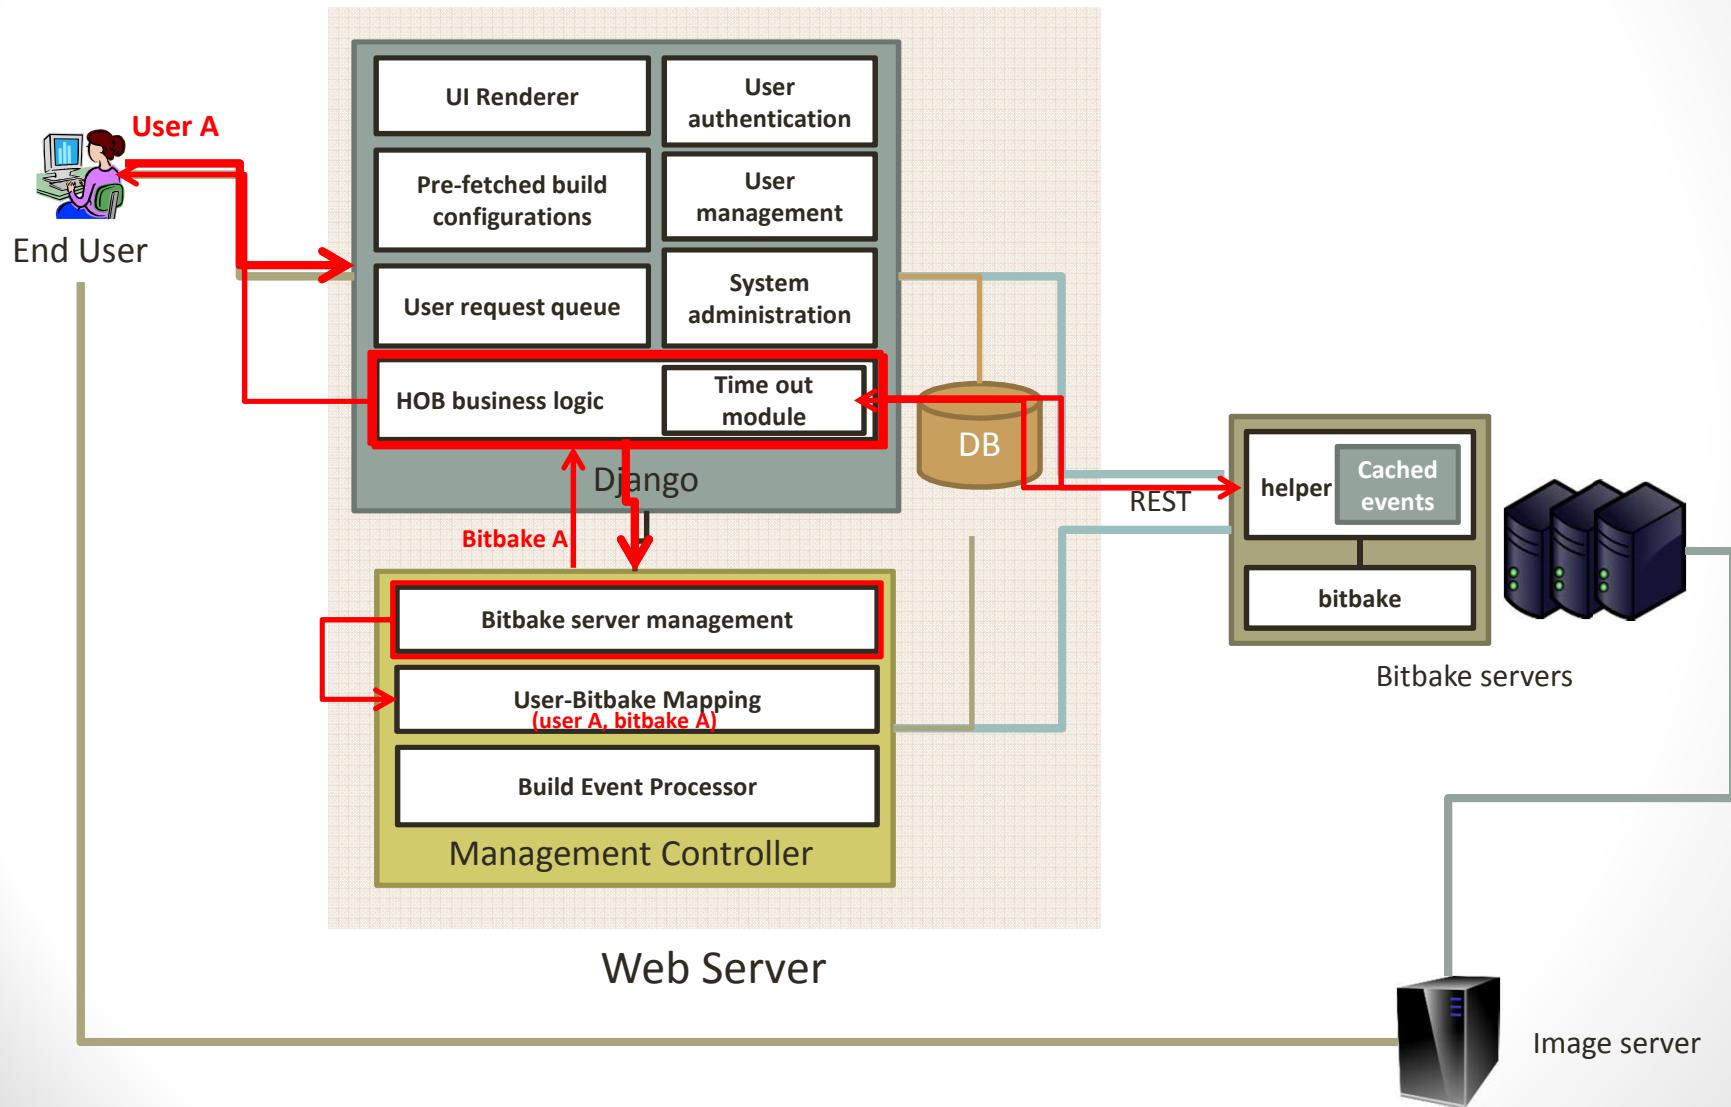 User A
End User
UI Renderer
User
authentication
Pre-fetched build
configurations
User
management
User request queue
System
administration
HOB business logic
Time out
module
Django
DB
Bitbake A
Bitbake server management
User-Bitbake Mapping
(user A, bitbake A)
Build Event Processor
Management Controller
Web Server
REST
helper
Cached
events
bitbake
Bitbake servers
Image server